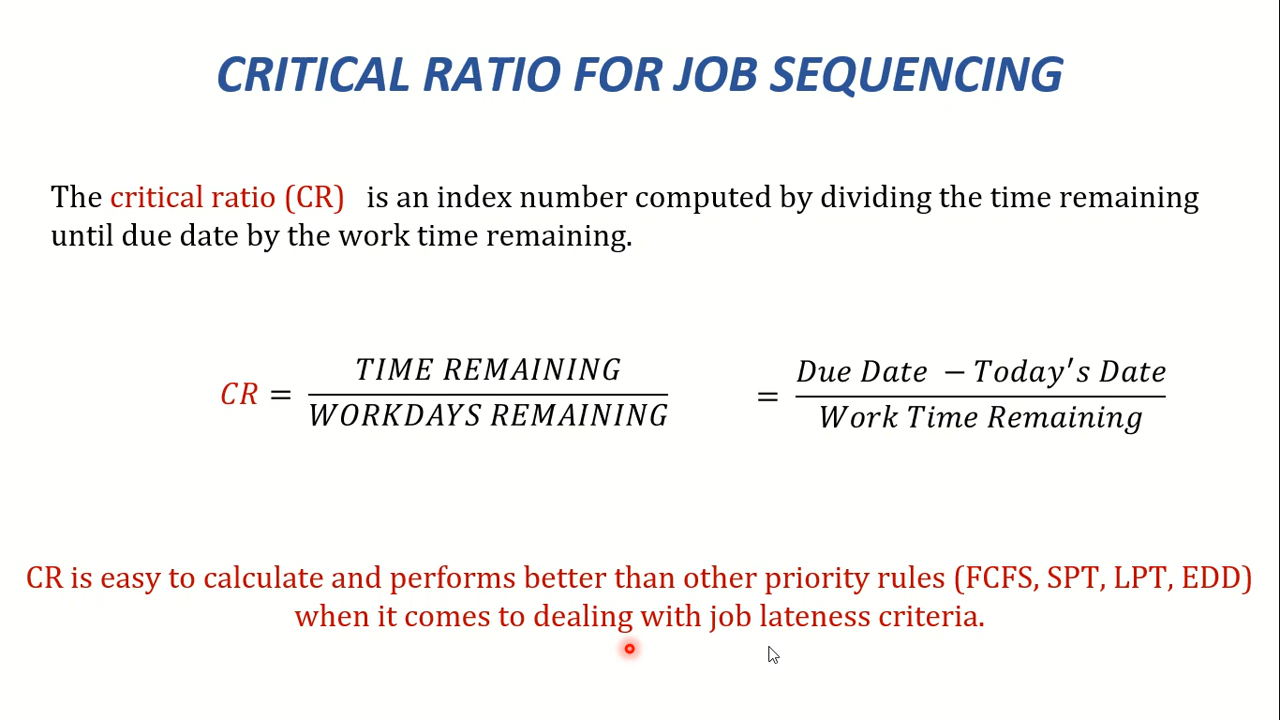 CRITICAL RATIO FOR JOB SEQUENCING
The critical ratio (CR) is an index number computed by dividing the time remaining
until due date by the work time remaining.
CR = TIME REMAINING / WORKDAYS REMAINING = Due Date − Today's Date / Work Time Remaining
CR is easy to calculate and performs better than other priority rules (FCFS, SPT, LPT, EDD)
when it comes to dealing with job lateness criteria.